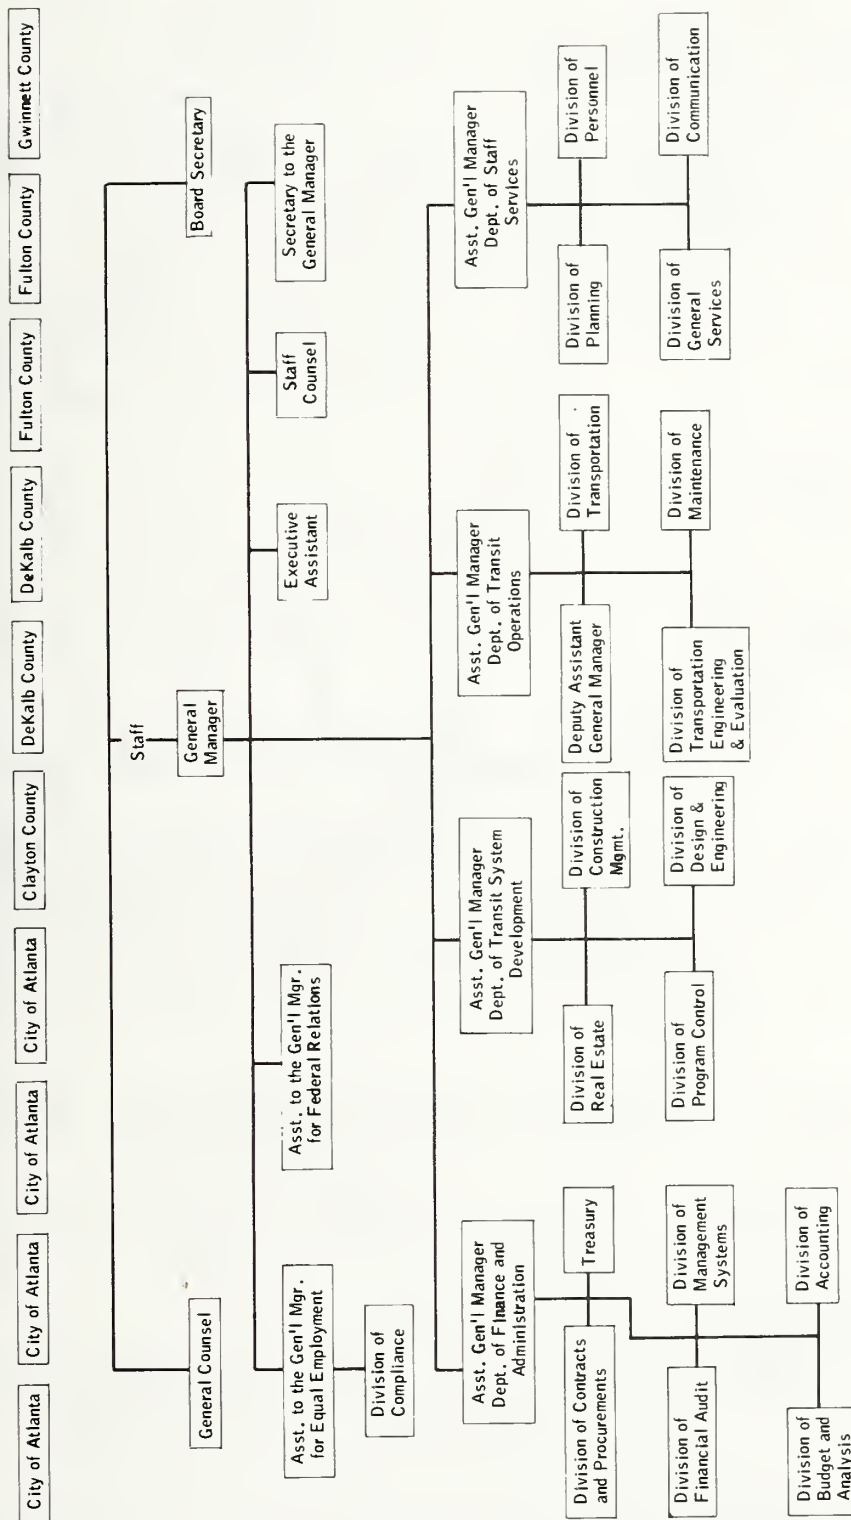 City of Atlanta
City of Atlanta
City of Atlanta
City of Atlanta
Clayton County
DeKalb County
DeKalb County
Fulton County
Fulton County
Gwinnett County
Staff
General Counsel
General
Manager
Board Secretary
Asst. to the Gen'l Mgr.
for Equal Employment
Asst. to the Gen'l Mgr.
for Federal Relations
Executive
Assistant
Staff
Counsel
Secretary to the
General Manager
Division of
Compliance
Asst. Gen'l Manager
Dept. of Finance and
Administration
Asst. Gen'l Manager
Dept. of Transit System
Development
Asst. Gen'l Manager
Dept. of Transit
Operations
Asst. Gen'l Manager
Dept. of Staff
Services
Division of Contracts
and Procurements
Treasury
Division of
Real Estate
Division of
Construction
Mgmt.
Deputy Assistant
General Manager
Division of
Transportation
Division of
Planning
Division of
Personnel
Division of
Financial Audit
Division of
Management
Systems
Division of
Program Control
Division of
Design &
Engineering
Division of
Transportation
Engineering
& Evaluation
Division of
Maintenance
Division of
General
Services
Division of
Communication
Division of
Budget and
Analysis
Division of
Accounting